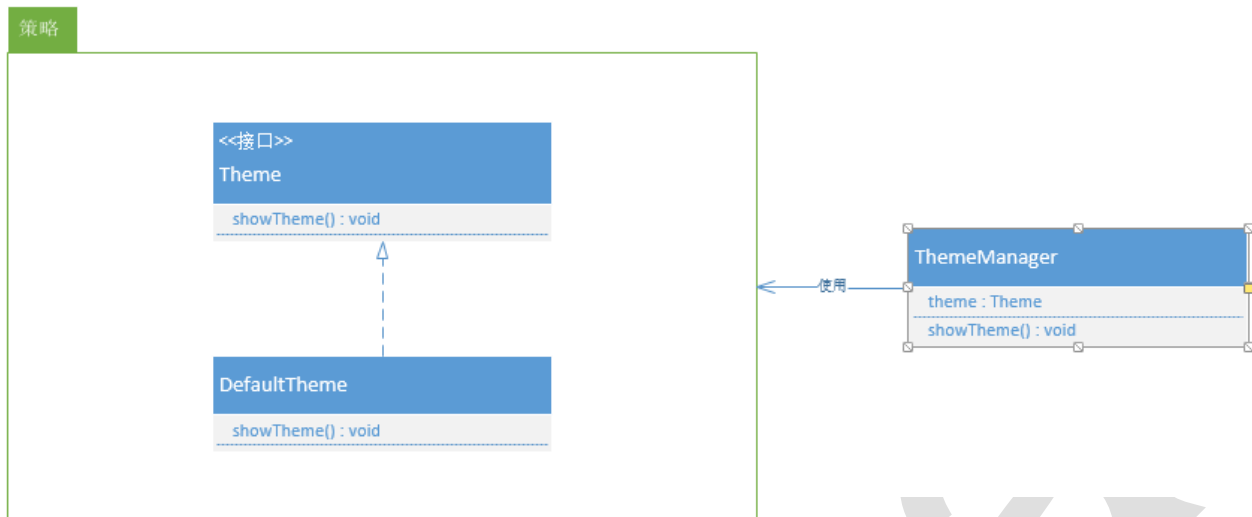 策略
<<接口>>
Theme
showTheme() : void
DefaultTheme
showTheme() : void
使用
ThemeManager
theme : Theme
showTheme() : void